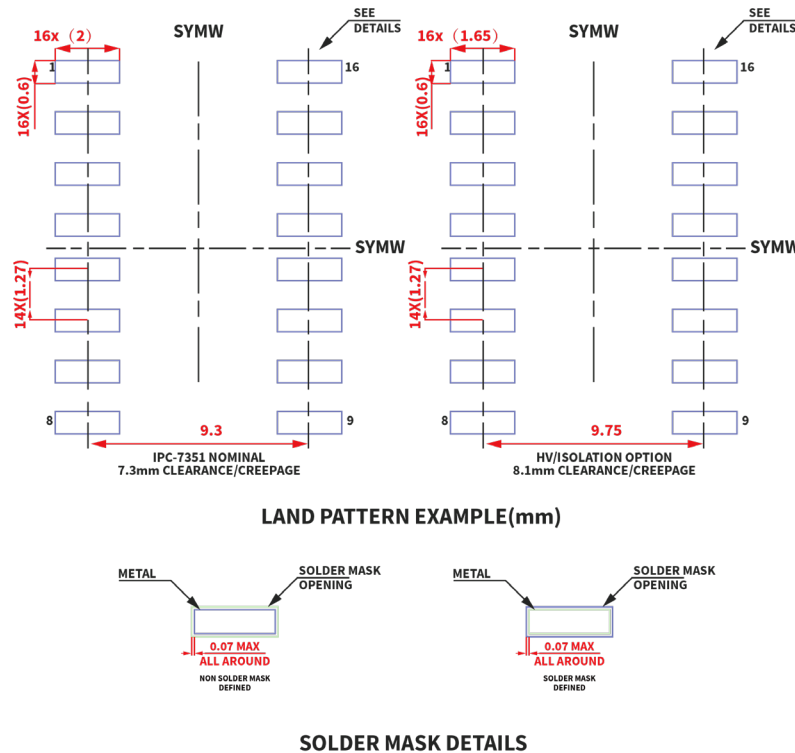 16x（2）
SYMW
SEE
DETAILS
1
16
16X(0.6)
SYMW
14X(1.27)
8
9
9.3
IPC-7351 NOMINAL
7.3mm CLEARANCE/CREEPAGE
16x（1.65）
SYMW
SEE
DETAILS
1
16
16X(0.6)
SYMW
14X(1.27)
8
9
9.75
HV/ISOLATION OPTION
8.1mm CLEARANCE/CREEPAGE
LAND PATTERN EXAMPLE(mm)
METAL
SOLDER MASK
OPENING
0.07 MAX
ALL AROUND
NON SOLDER MASK
DEFINED
METAL
SOLDER MASK
OPENING
0.07 MAX
ALL AROUND
SOLDER MASK
DEFINED
SOLDER MASK DETAILS